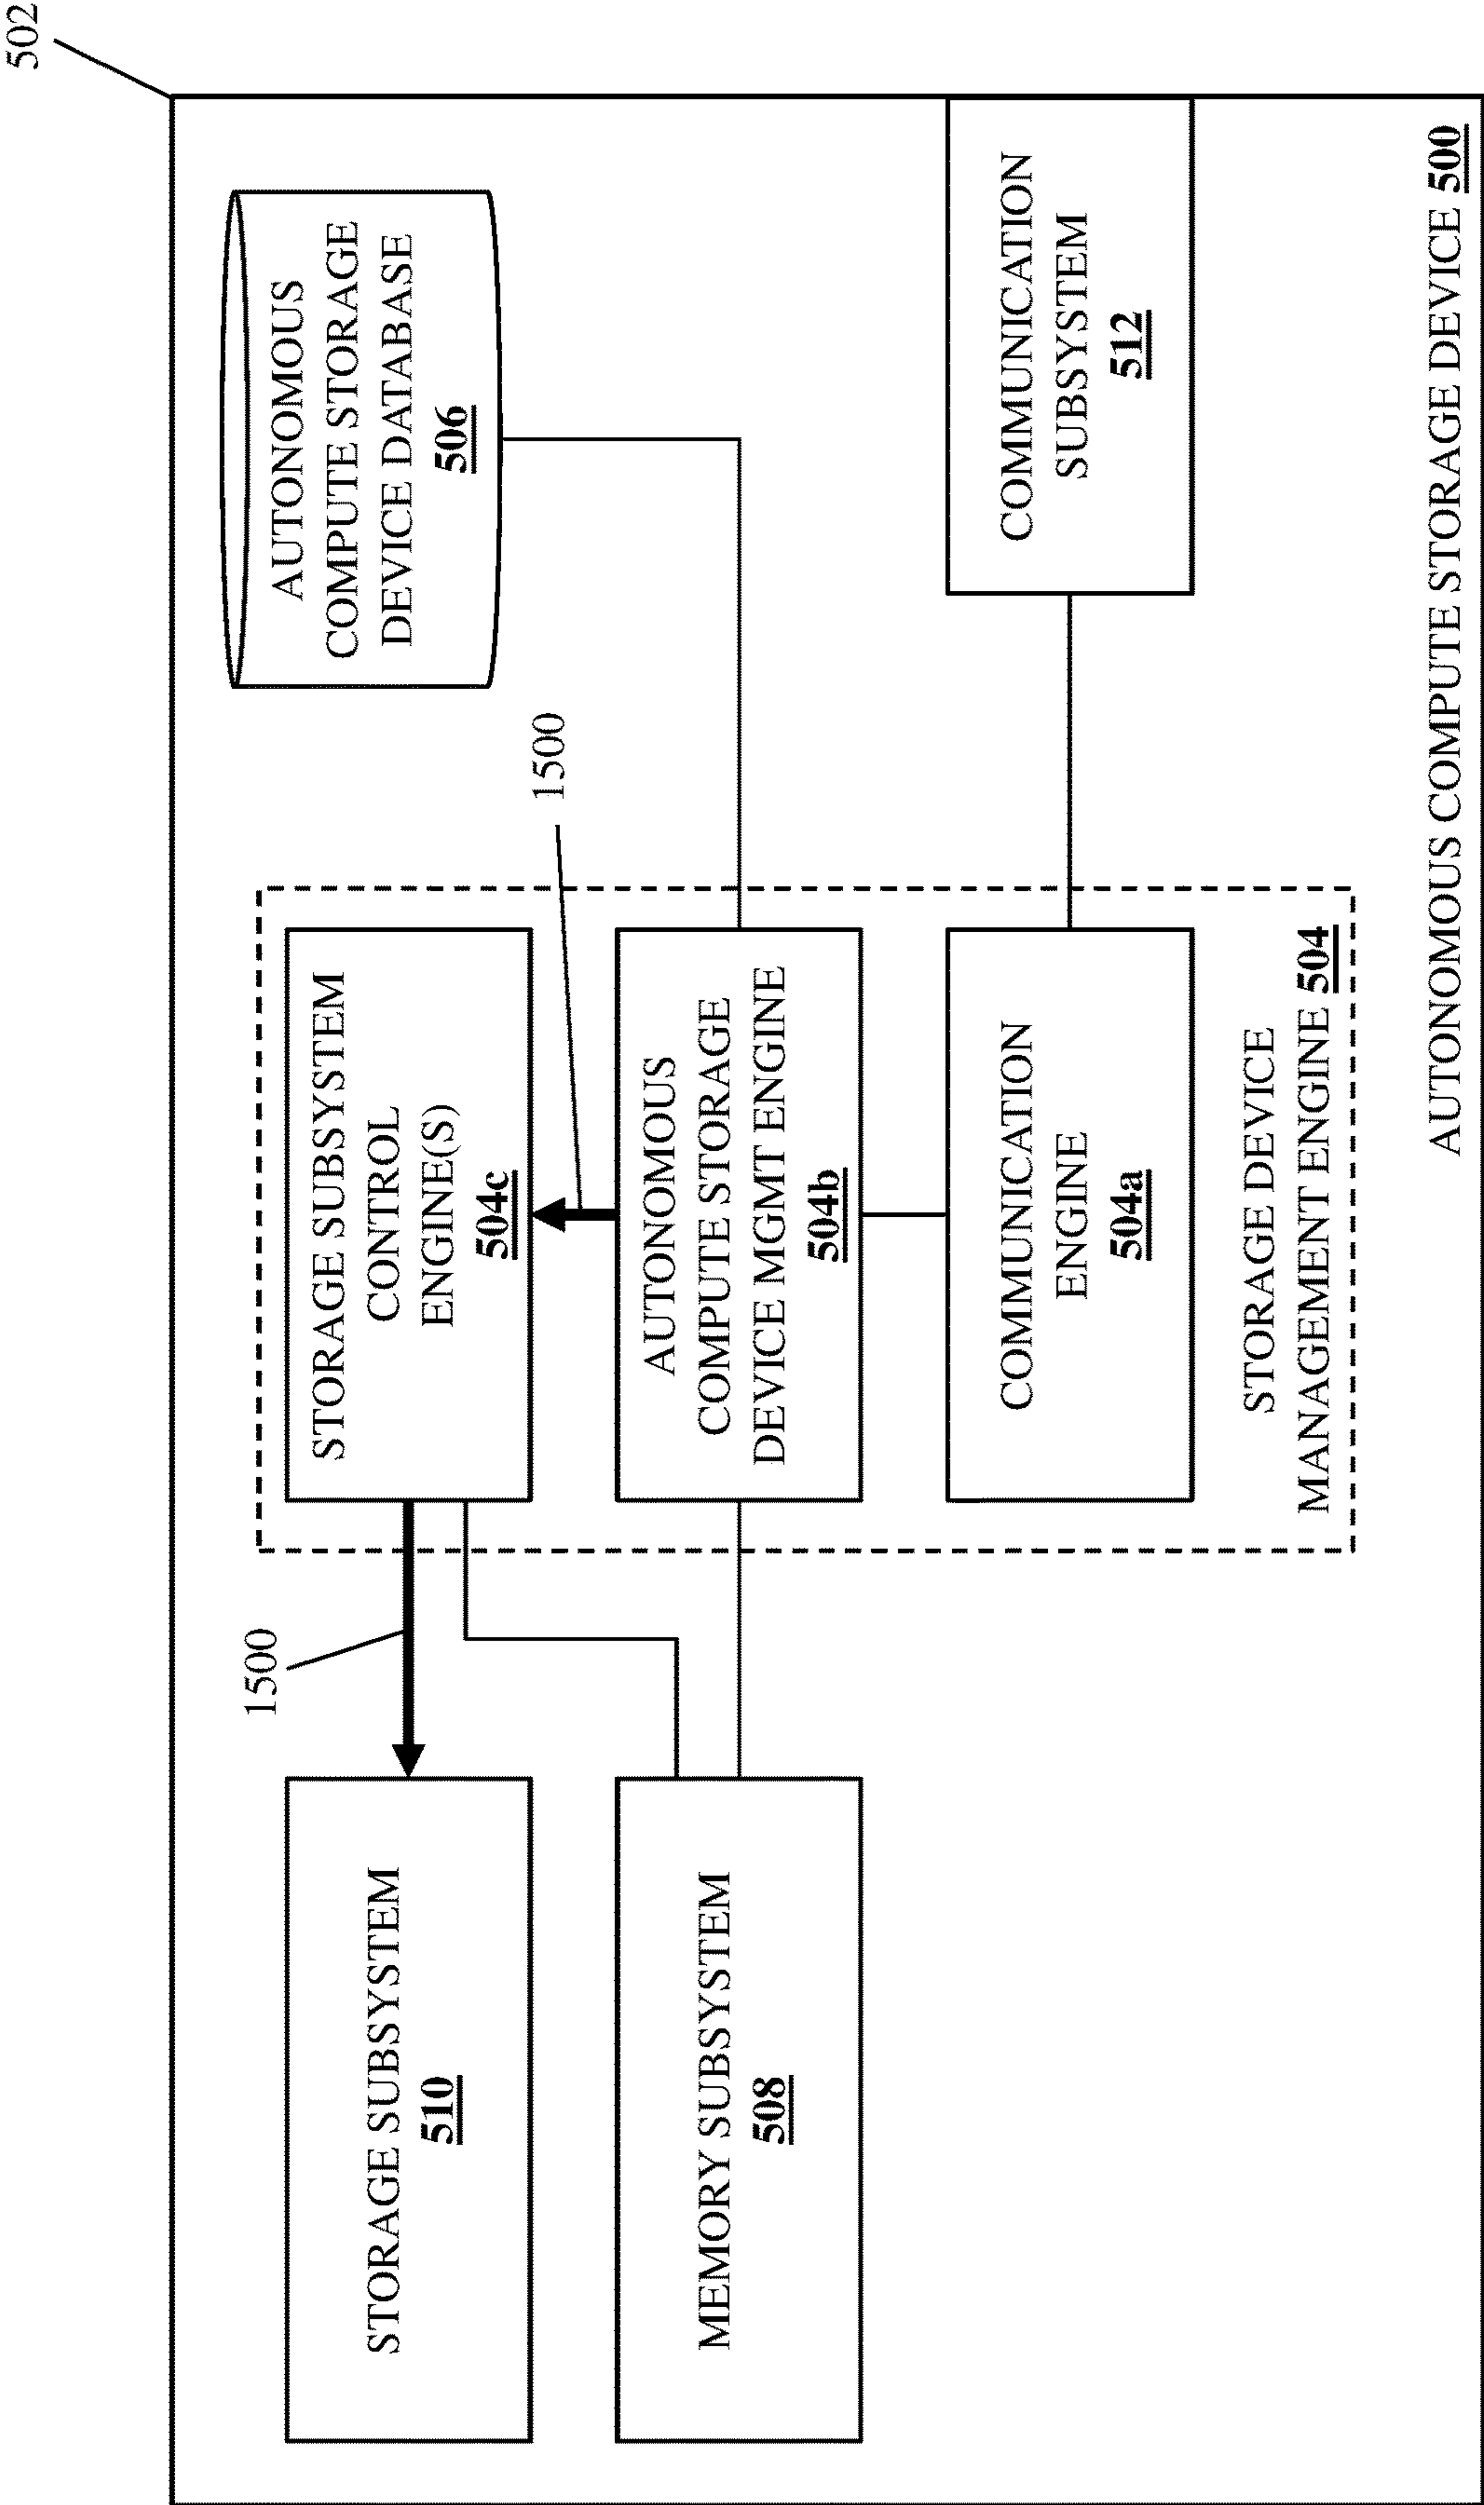 502
STORAGE SUBSYSTEM
510
1500
STORAGE SUBSYSTEM
CONTROL
ENGINE(S)
504c
1500
AUTONOMOUS
COMPUTE STORAGE
DEVICE DATABASE
506
MEMORY SUBSYSTEM
508
AUTONOMOUS
COMPUTE STORAGE
DEVICE MGMT ENGINE
504b
COMMUNICATION
ENGINE
504a
COMMUNICATION
SUBSYSTEM
512
STORAGE DEVICE
MANAGEMENT ENGINE 504
AUTONOMOUS COMPUTE STORAGE DEVICE 500